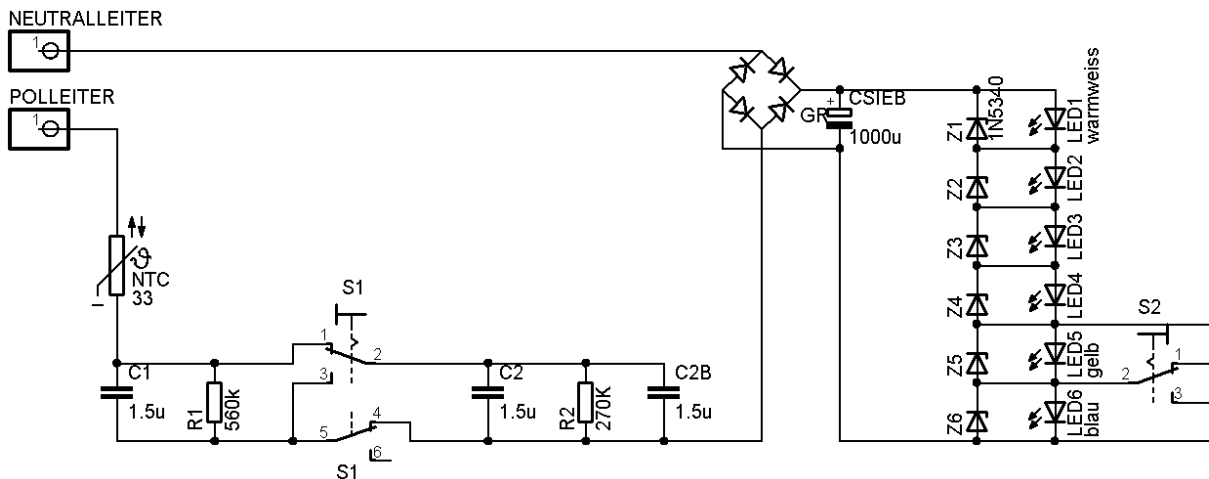 NEUTRALLEITER
1
POLLEITER
1
NTC
33
S1
1
2
3
4
5
6
S1
C1
1.5u
R1
560k
C2
1.5u
R2
270K
C2B
1.5u
GR
+
CSIEB
1000u
Z1
1N5340
LED1
warmweiss
Z2
LED2
Z3
LED3
Z4
LED4
Z5
LED5
gelb
Z6
LED6
blau
S2
1
2
3